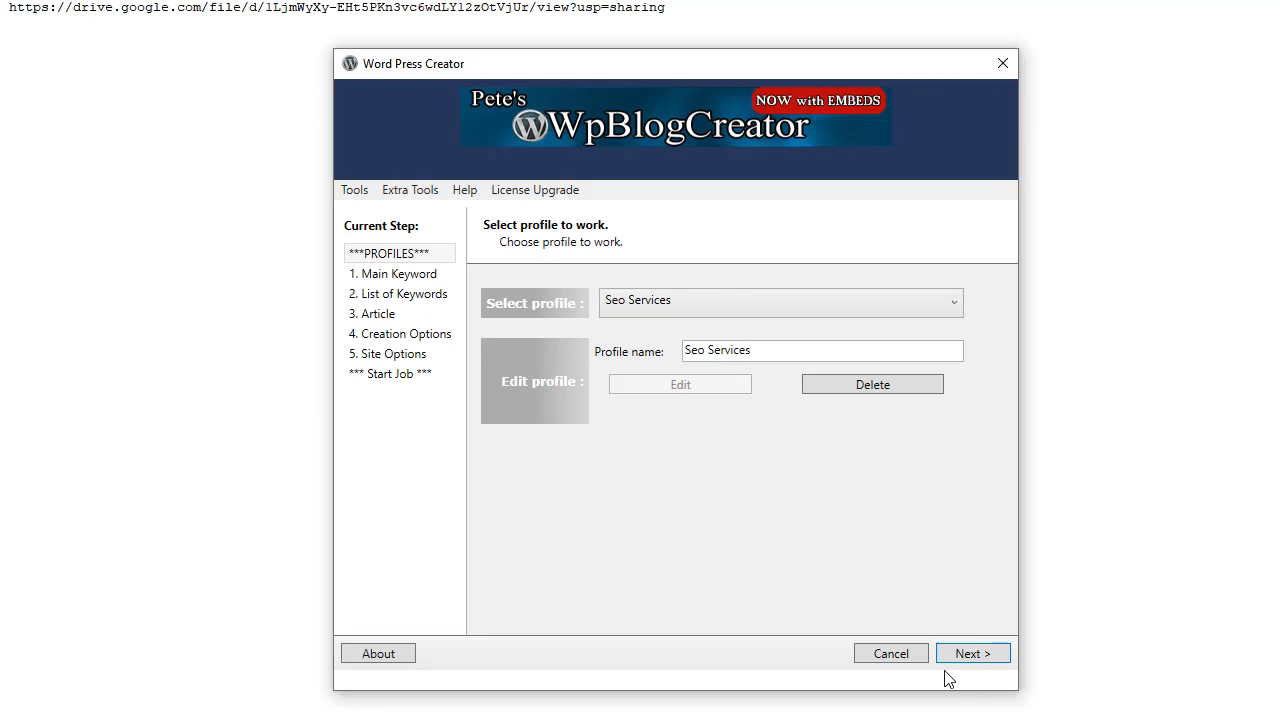 https://drive.google.com/file/d/1LjmWyXy-EHt5PKn3vc6wdLY12zOtVjUr/view?usp=sharing
Word Press Creator
Pete's
NOW with EMBEDS
WpBlogCreator
Tools Extra Tools Help License Upgrade
Current Step:
***PROFILES***
1. Main Keyword
2. List of Keywords
3. Article
4. Creation Options
5. Site Options
*** Start Job ***
Select profile to work.
Choose profile to work.
Select profile : Seo Services
Edit profile : Profile name: Seo Services
Edit Delete
About Cancel Next >